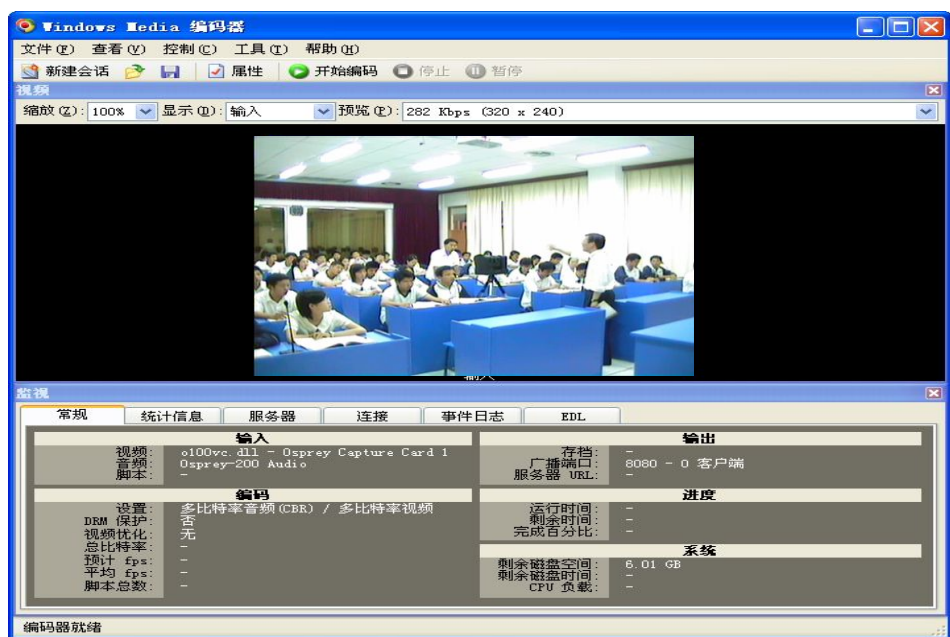 Windows Media 编码器
文件(F) 查看(V) 控制(C) 工具(T) 帮助(H)
新建会话 属性 开始编码 停止 暂停
视频
缩放(Z): 100% 显示(D): 输入 预览(P): 282 Kbps (320 x 240)
输入
监视
常规 统计信息 服务器 连接 事件日志 EDL
输入
视频: o100vc.dll - Osprey Capture Card 1
音频: Osprey-200 Audio
脚本: -
编码
设置: 多比特率音频(CBR) / 多比特率视频
DRM 保护: 否
视频优化: 无
总比特率: -
预计 fps: -
平均 fps: -
脚本总数: -
输出
存档: -
广播端口: 8080 - 0 客户端
服务器 URL: -
进度
运行时间: -
剩余时间: -
完成百分比: -
系统
剩余磁盘空间: 6.01 GB
剩余磁盘时间: -
CPU 负载: -
编码器就绪